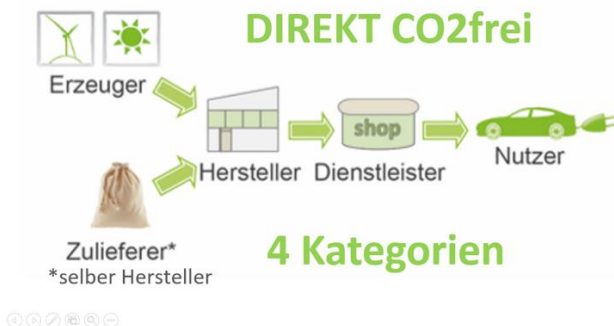 DIREKT CO2frei
Erzeuger
shop
Hersteller Dienstleister
Nutzer
Zulieferer*
*selber Hersteller
4 Kategorien